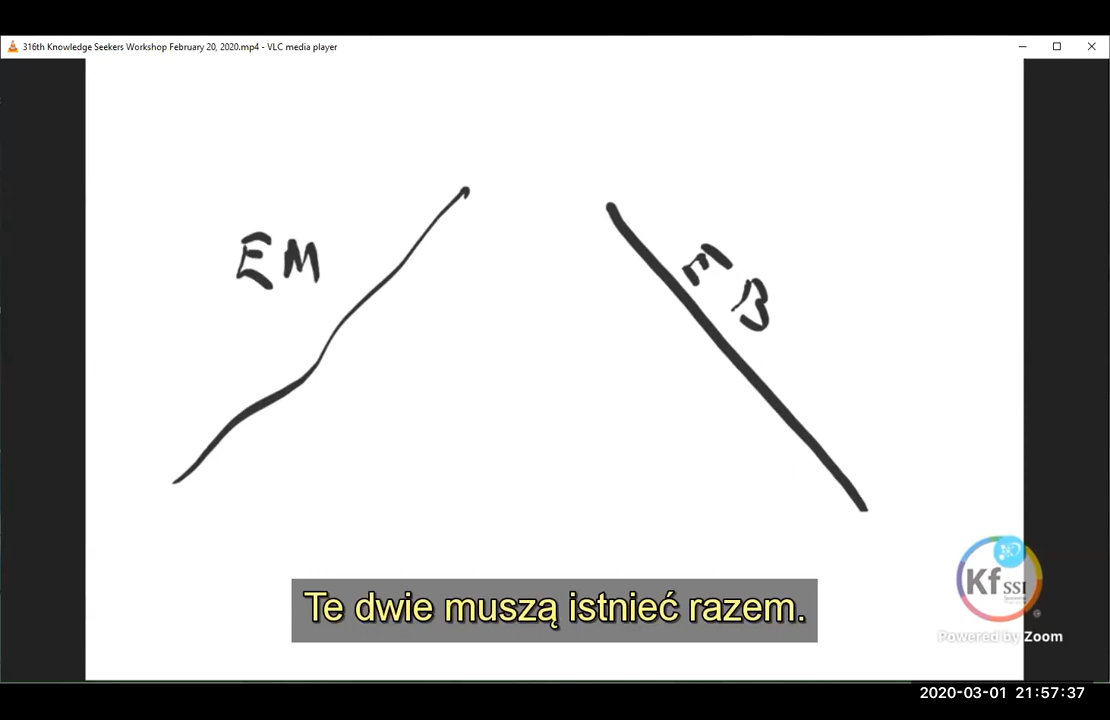 316th Knowledge Seekers Workshop February 20, 2020.mp4 - VLC media player
EM
EB
Te dwie muszą istnieć razem.
Kf SSI
Powered by Zoom
2020-03-01 21:57:37